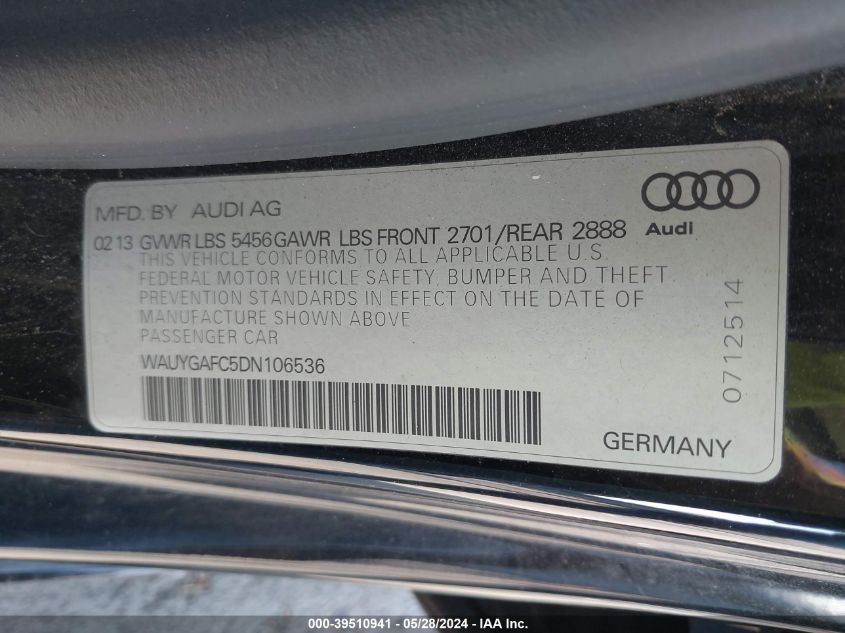 MFD. BY AUDI AG
Audi
02 13 GVWR LBS 5456 GAWR LBS FRONT 2701/REAR 2888
THIS VEHICLE CONFORMS TO ALL APPLICABLE U.S.
FEDERAL MOTOR VEHICLE SAFETY, BUMPER AND THEFT
PREVENTION STANDARDS IN EFFECT ON THE DATE OF
MANUFACTURE SHOWN ABOVE
PASSENGER CAR
WAUYGAFC5DN106536
0712514
GERMANY
000-39510941 / 05/28/2024 - IAA, Inc.